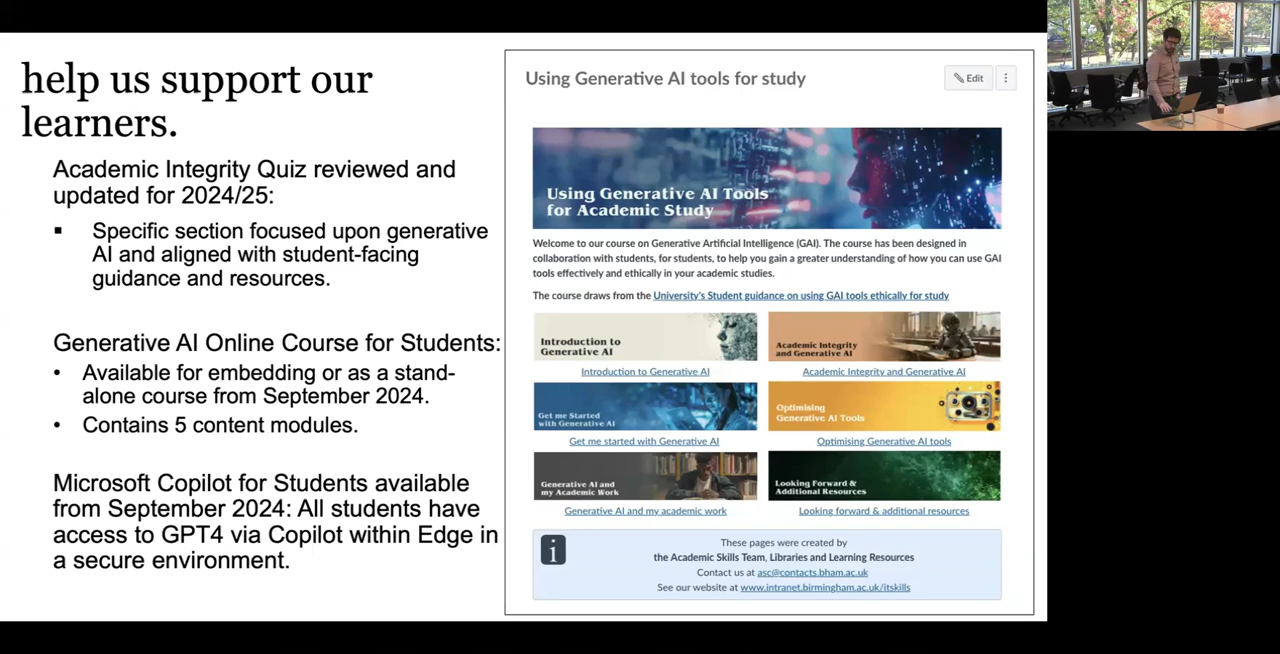 help us support our
learners.
Academic Integrity Quiz reviewed and
updated for 2024/25:
▪ Specific section focused upon generative
AI and aligned with student-facing
guidance and resources.
Generative AI Online Course for Students:
• Available for embedding or as a stand-
alone course from September 2024.
• Contains 5 content modules.
Microsoft Copilot for Students available
from September 2024: All students have
access to GPT4 via Copilot within Edge in
a secure environment.
Using Generative AI tools for study
Edit
Using Generative AI Tools
for Academic Study
Welcome to our course on Generative Artificial Intelligence (GAI). The course has been designed in
collaboration with students, for students, to help you gain a greater understanding of how you can use GAI
tools effectively and ethically in your academic studies.
The course draws from the University's Student guidance on using GAI tools ethically for study
Introduction to
Generative AI
Introduction to Generative AI
Academic Integrity
and Generative AI
Academic Integrity and Generative AI
Get me Started
with Generative AI
Get me started with Generative AI
Optimising
Generative AI Tools
Optimising Generative AI tools
Generative AI and
my Academic Work
Generative AI and my academic work
Looking Forward &
Additional Resources
Looking forward & additional resources
i
These pages were created by
the Academic Skills Team, Libraries and Learning Resources
Contact us at asc@contacts.bham.ac.uk
See our website at www.intranet.birmingham.ac.uk/itskills